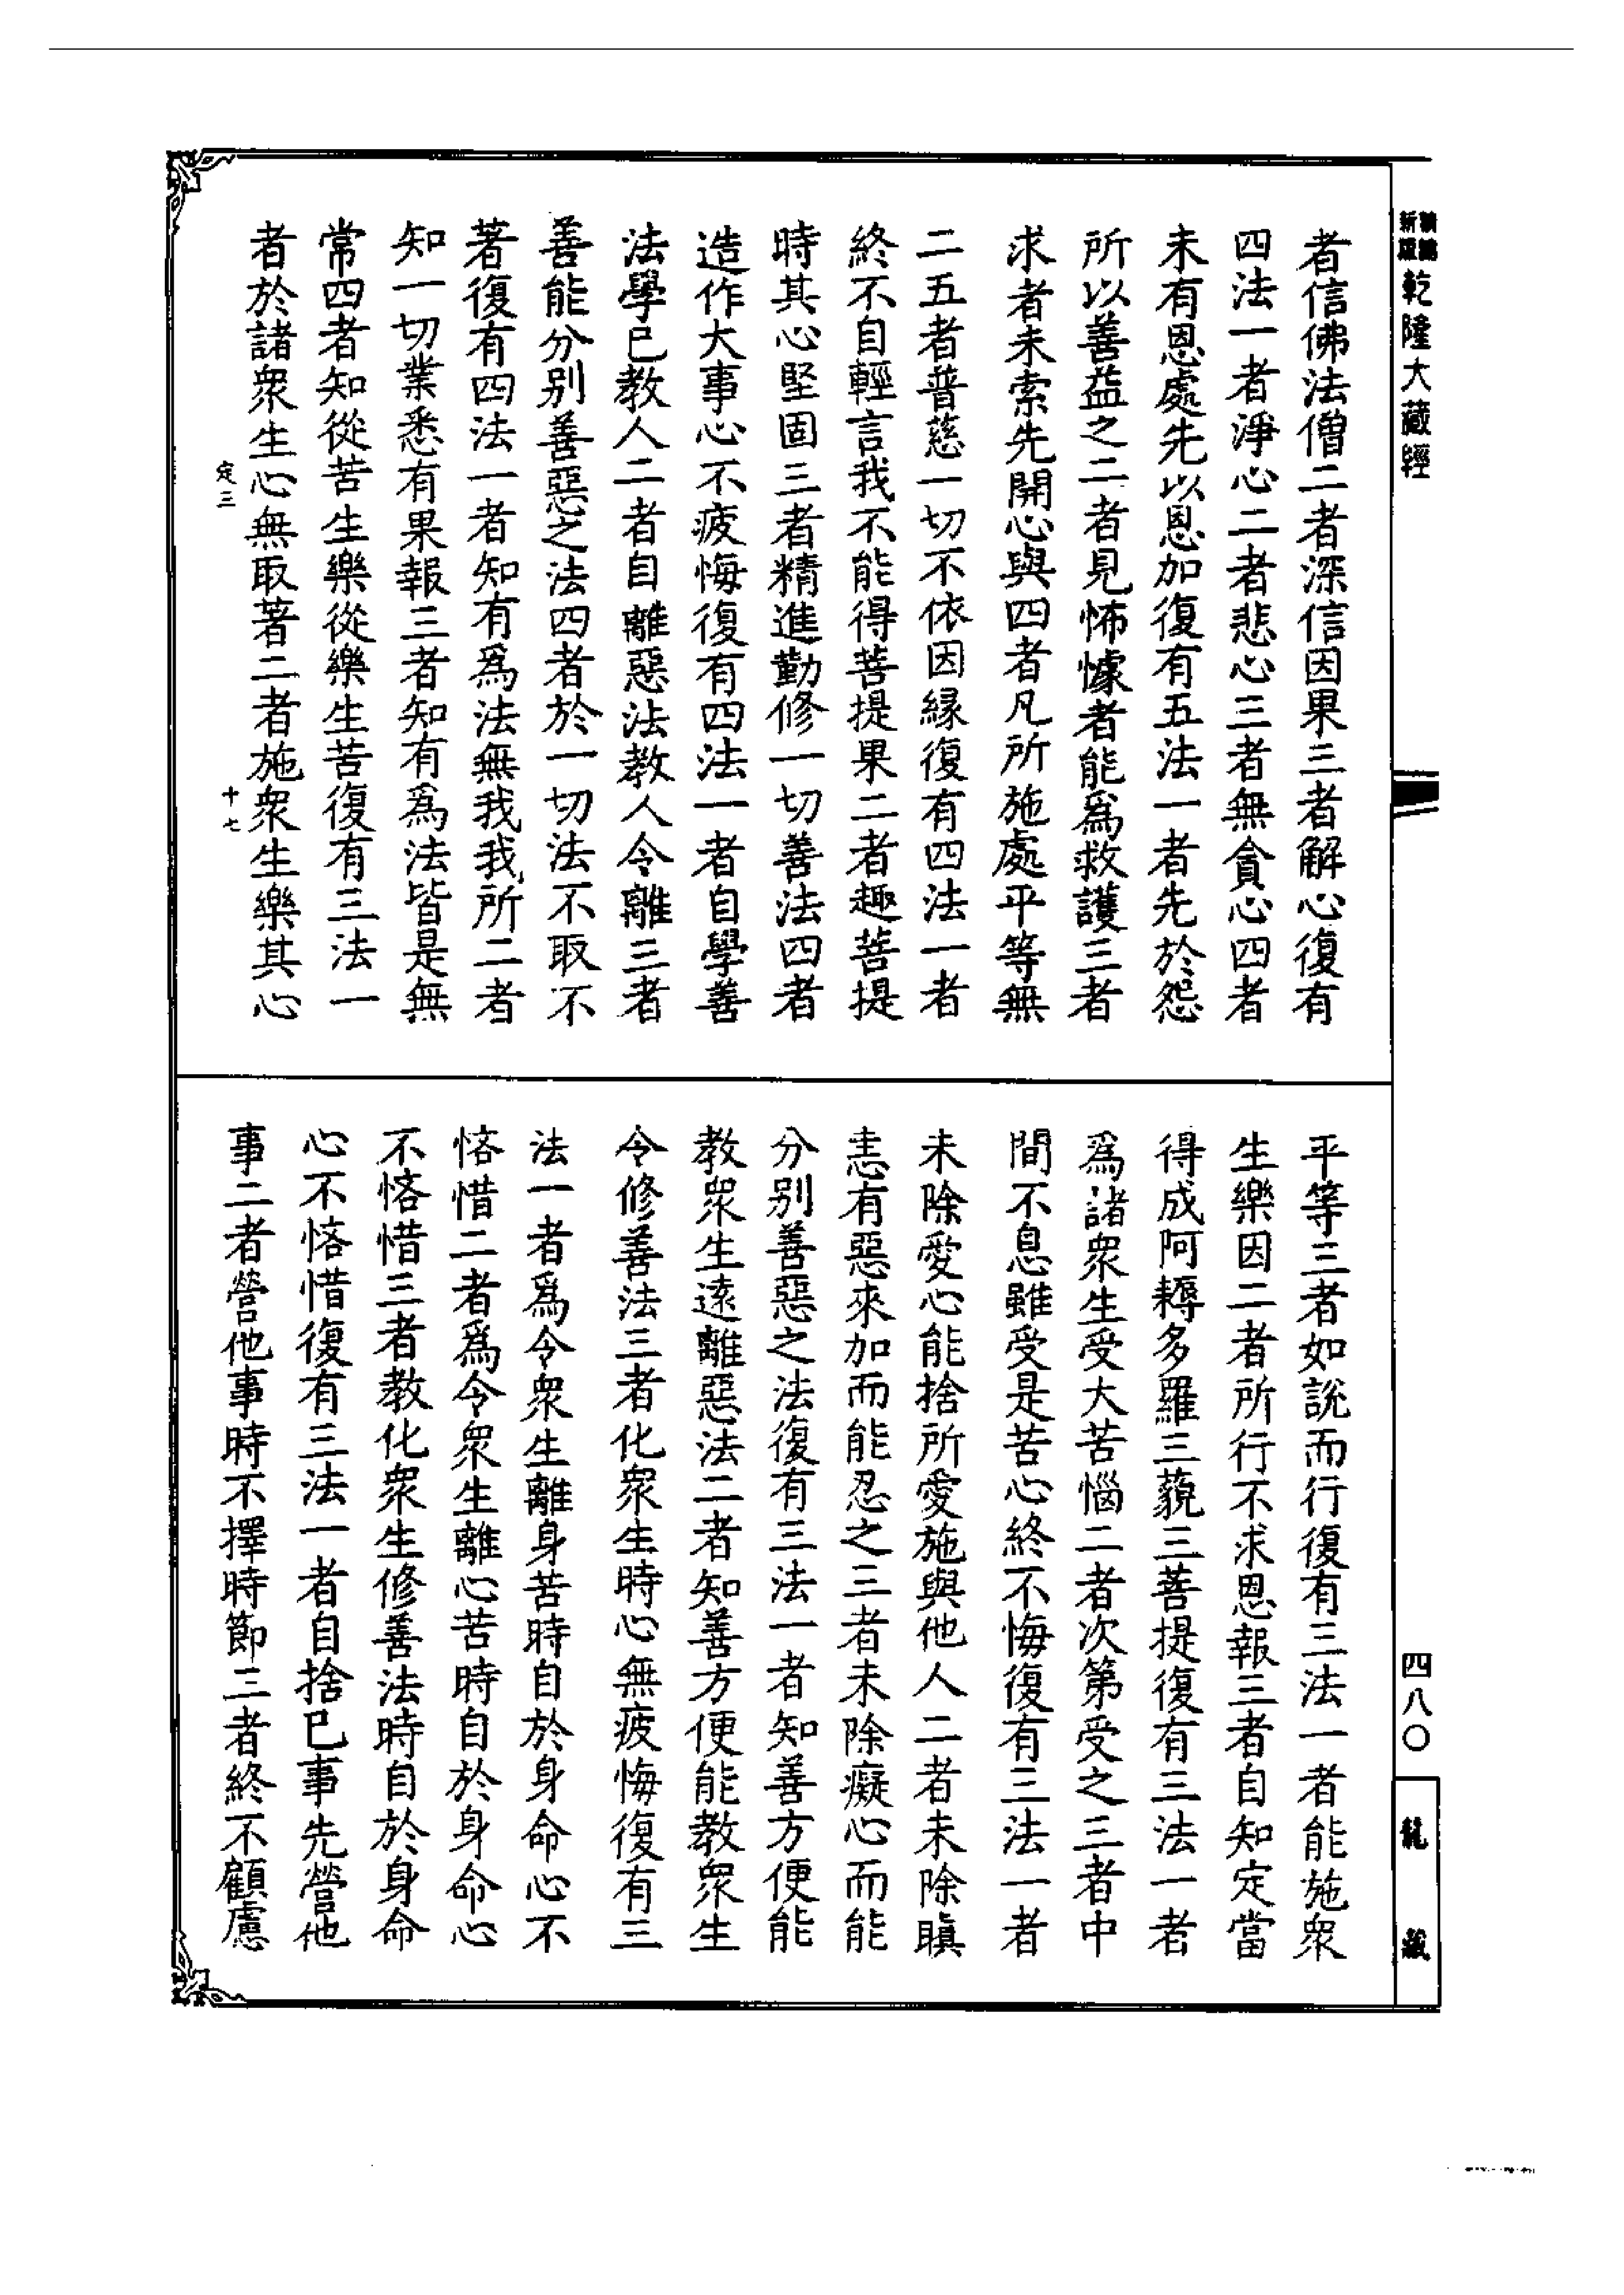 新編
新版
乾隆大藏經
者信佛法僧二者深信因果三者解心復有
四法一者淨心二者悲心三者無貪心四者
未有恩處先以恩加復有五法一者先於怨
所以善益之二者見怖懅者能爲救護三者
求者未索先開心與四者凡所施處平等無
二五者普慈一切不依因緣復有四法一者
終不自輕言我不能得菩提果二者趣菩提
時其心堅固三者精進勤修一切善法四者
造作大事心不疲悔復有四法一者自學善
法學已教人二者自離惡法教人令離三者
善能分別善惡之法四者於一切法不取不
著復有四法一者知有爲法無我我所二者
知一切業悉有果報三者知有爲法皆是無
常四者知從苦生樂從樂生苦復有三法一
者於諸衆生心無取著二者施衆生樂其心
定三
十七
平等三者如說而行復有三法一者能施衆
生樂因二者所行不求恩報三者自知定當
得成阿耨多羅三藐三菩提復有三法一者
爲諸衆生受大苦惱二者次第受之三者中
間不息雖受是苦心終不悔復有三法一者
未除愛心能捨所愛施與他人二者未除瞋
恚有惡來加而能忍之三者未除癡心而能
分別善惡之法復有三法一者知善方便能
教衆生遠離惡法二者知善方便能教衆生
令修善法三者化衆生時心無疲悔復有三
法一者爲令衆生離身苦時自於身命心不
悋惜二者爲令衆生離心苦時自於身命心
不悋惜三者教化衆生修善法時自於身命
心不悋惜復有三法一者自捨已事先營他
事二者營他事時不擇時節三者終不顧慮
四八〇
龍藏